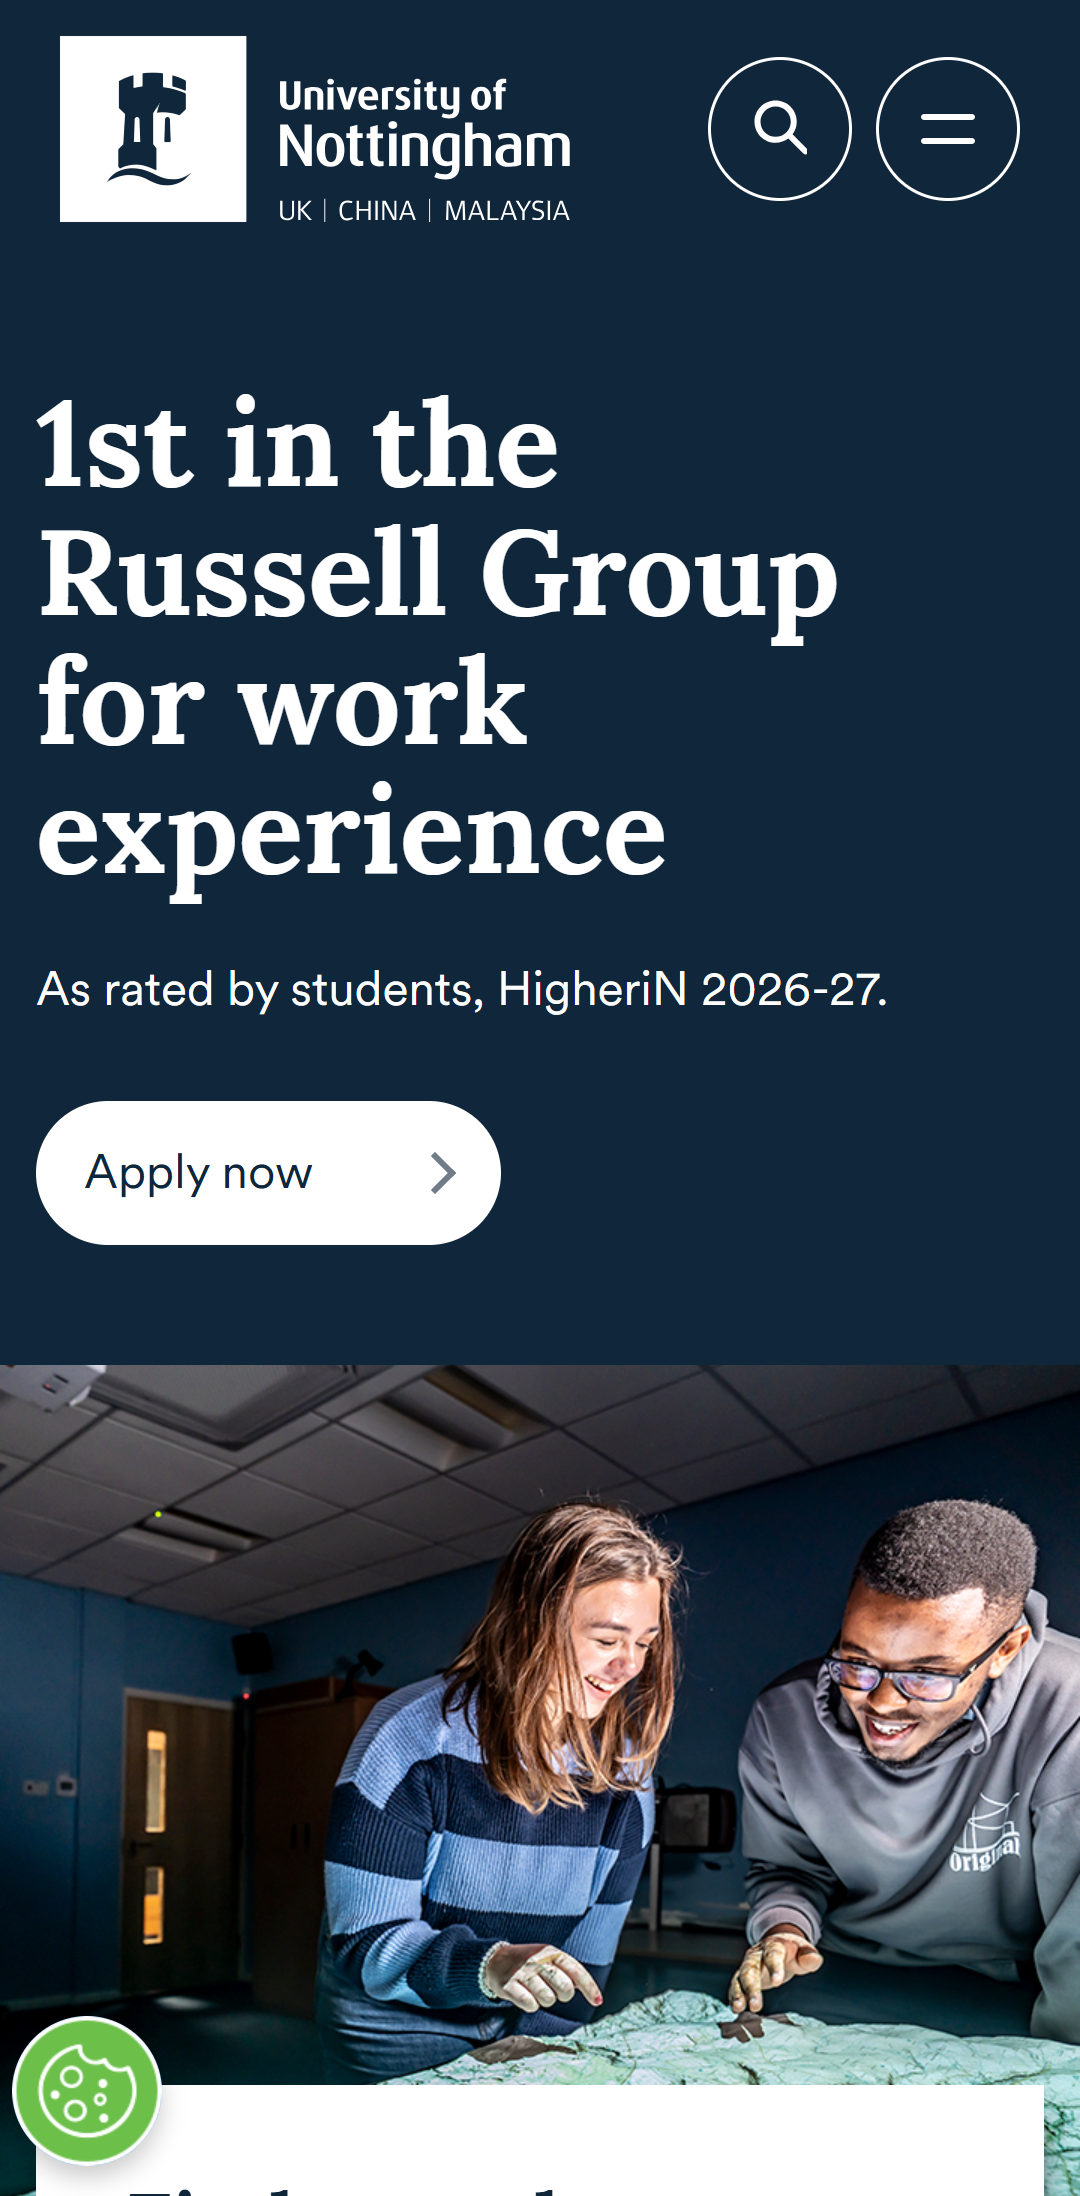 University of
Nottingham
UK | CHINA | MALAYSIA
1st in the
Russell Group
for work
experience
As rated by students, HigheriN 2026-27.
Apply now
Original